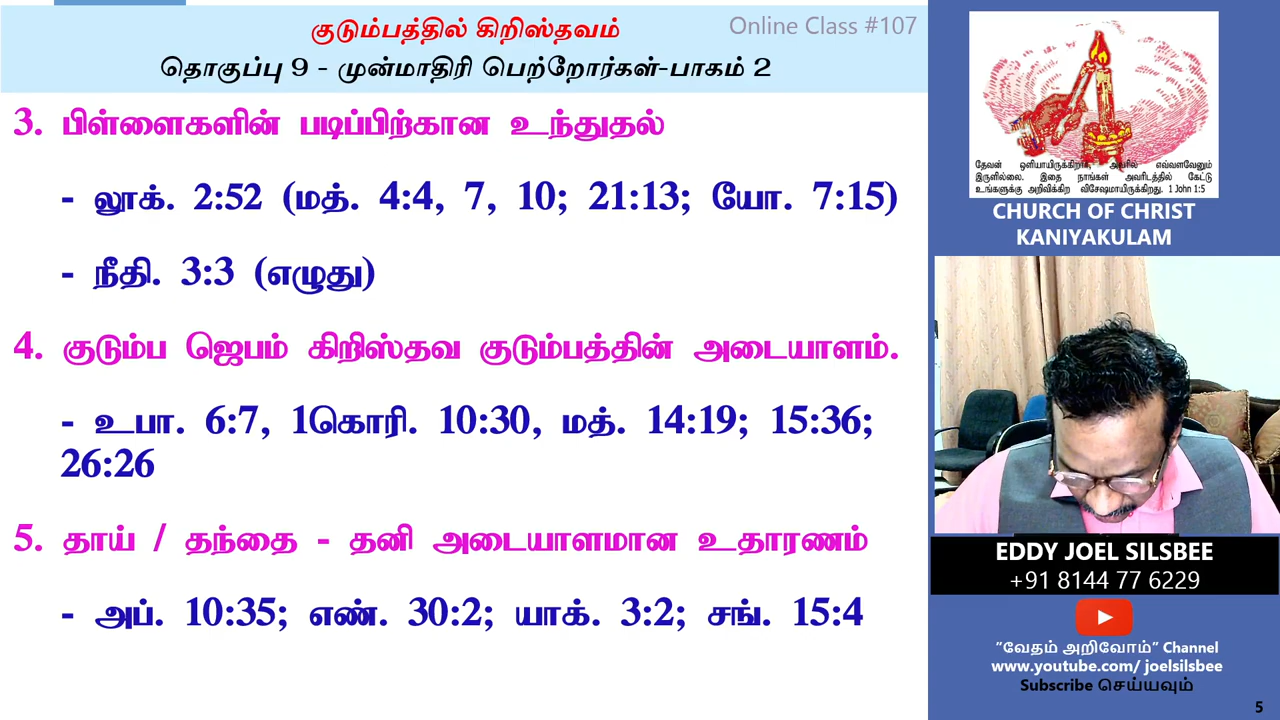 குடும்பத்தில் கிறிஸ்தவம்
Online Class #107
தொகுப்பு 9 - முன்மாதிரி பெற்றோர்கள்-பாகம் 2
3. பிள்ளைகளின் படிப்பிற்கான உந்துதல்
- லூக். 2:52 (மத். 4:4, 7, 10; 21:13; யோ. 7:15)
- நீதி. 3:3 (எழுது)
4. குடும்ப ஜெபம் கிறிஸ்தவ குடும்பத்தின் அடையாளம்.
- உபா. 6:7, 1கொரி. 10:30, மத். 14:19; 15:36;
26:26
5. தாய் / தந்தை - தனி அடையாளமான உதாரணம்
- அப். 10:35; எண். 30:2; யாக். 3:2; சங். 15:4
தேவன் ஒளியாயிருக்கிறார், அவரில் எவ்வளவேனும்
இருளில்லை. இதை நாங்கள் அவரிடத்தில் கேட்டு
உங்களுக்கு அறிவிக்கிற விசேஷமாயிருக்கிறது. 1 John 1:5
CHURCH OF CHRIST
KANIYAKULAM
EDDY JOEL SILSBEE
+91 8144 77 6229
"வேதம் அறிவோம்" Channel
www.youtube.com/ joelsilsbee
Subscribe செய்யவும்
5